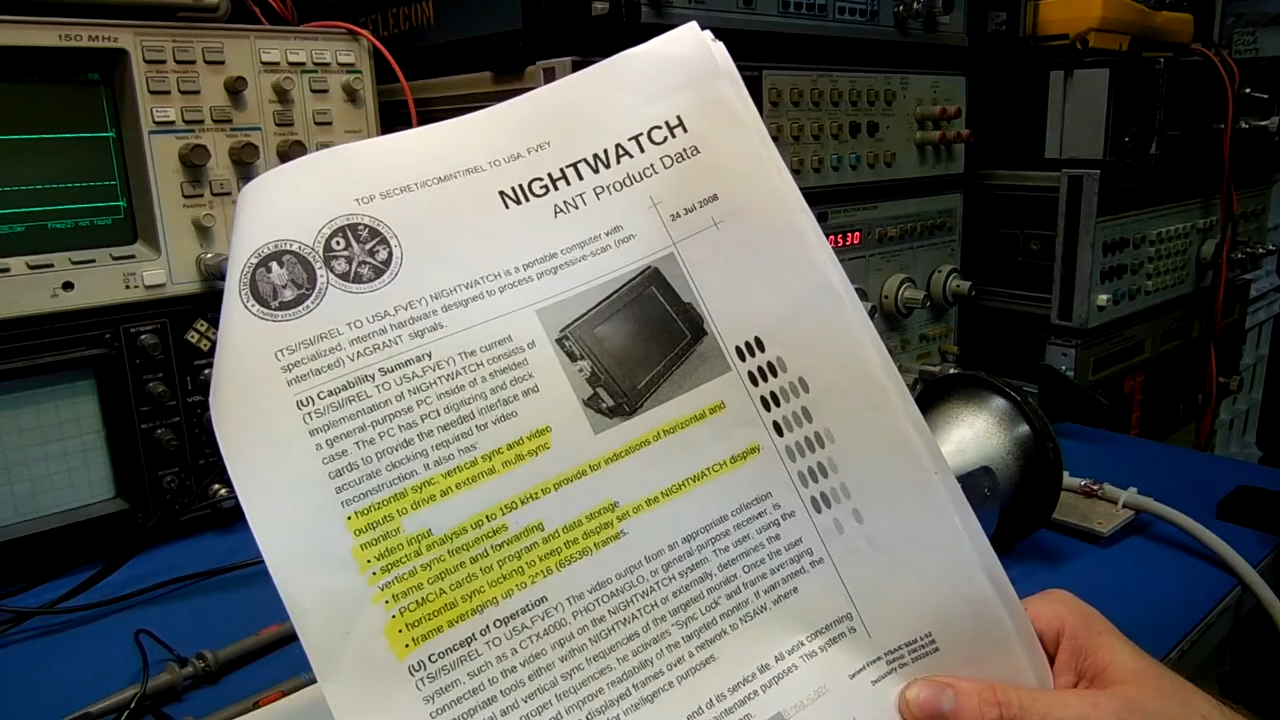 150 MHz
TELECOM
0.530
TOP SECRET//COMINT//REL TO USA, FVEY
NIGHTWATCH
ANT Product Data
24 Jul 2008
NATIONAL SECURITY AGENCY
UNITED STATES OF AMERICA
(TS//SI//REL TO USA,FVEY) NIGHTWATCH is a portable computer with
specialized, internal hardware designed to process progressive-scan (non-
interlaced) VAGRANT signals.
(U) Capability Summary
(TS//SI//REL TO USA,FVEY) The current
implementation of NIGHTWATCH consists of
a general-purpose PC inside of a shielded
case. The PC has PCI digitizing and clock
cards to provide the needed interface and
accurate clocking required for video
reconstruction. It also has:
• horizontal sync, vertical sync and video
outputs to drive an external, multi-sync
monitor.
• video input
• spectral analysis up to 150 kHz to provide for indications of horizontal and
vertical sync frequencies
• frame capture and forwarding
• PCMCIA cards for program and data storage
• horizontal sync locking to keep the display set on the NIGHTWATCH display.
• frame averaging up to 2^16 (65536) frames.
(U) Concept of Operation
(TS//SI//REL TO USA,FVEY) The video output from an appropriate collection
system, such as a CTX4000, PHOTOANGLO, or general-purpose receiver, is
connected to the video input on the NIGHTWATCH system. The user, using the
appropriate tools either within NIGHTWATCH or externally, determines the
and vertical sync frequencies of the targeted monitor. Once the user
proper frequencies, he activates "Sync Lock" and frame averaging
and improve readability of the targeted monitor. If warranted, the
displayed frames over a network to NSAW, where
for intelligence purposes.
end of its service life. All work concerning
maintenance purposes. This system is
Derived From: NSA/CSSM 1-52
Dated: 20070108
Declassify On: 20320108